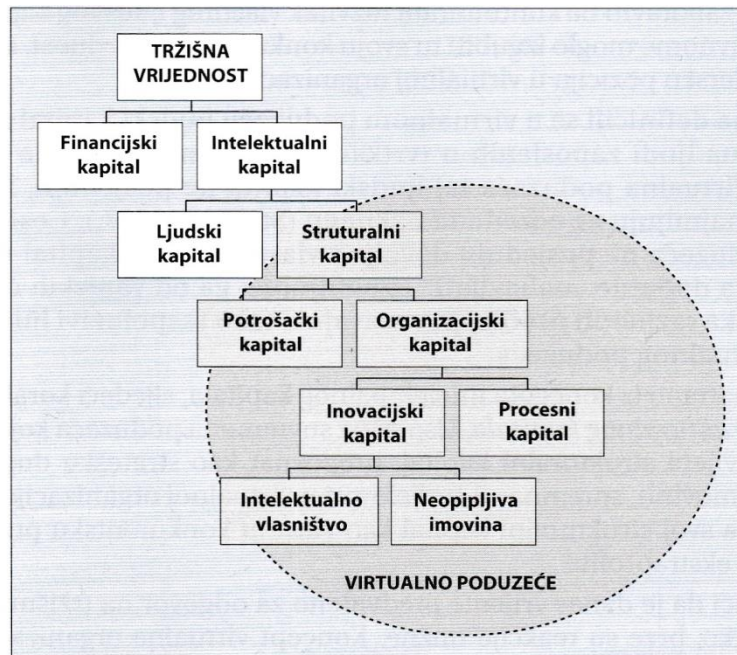 TRŽIŠNA
VRIJEDNOST
Financijski
kapital
Intelektualni
kapital
Ljudski
kapital
Struturalni
kapital
Potrošački
kapital
Organizacijski
kapital
Inovacijski
kapital
Procesni
kapital
Intelektualno
vlasništvo
Neopipljiva
imovina
VIRTUALNO PODUZEĆE